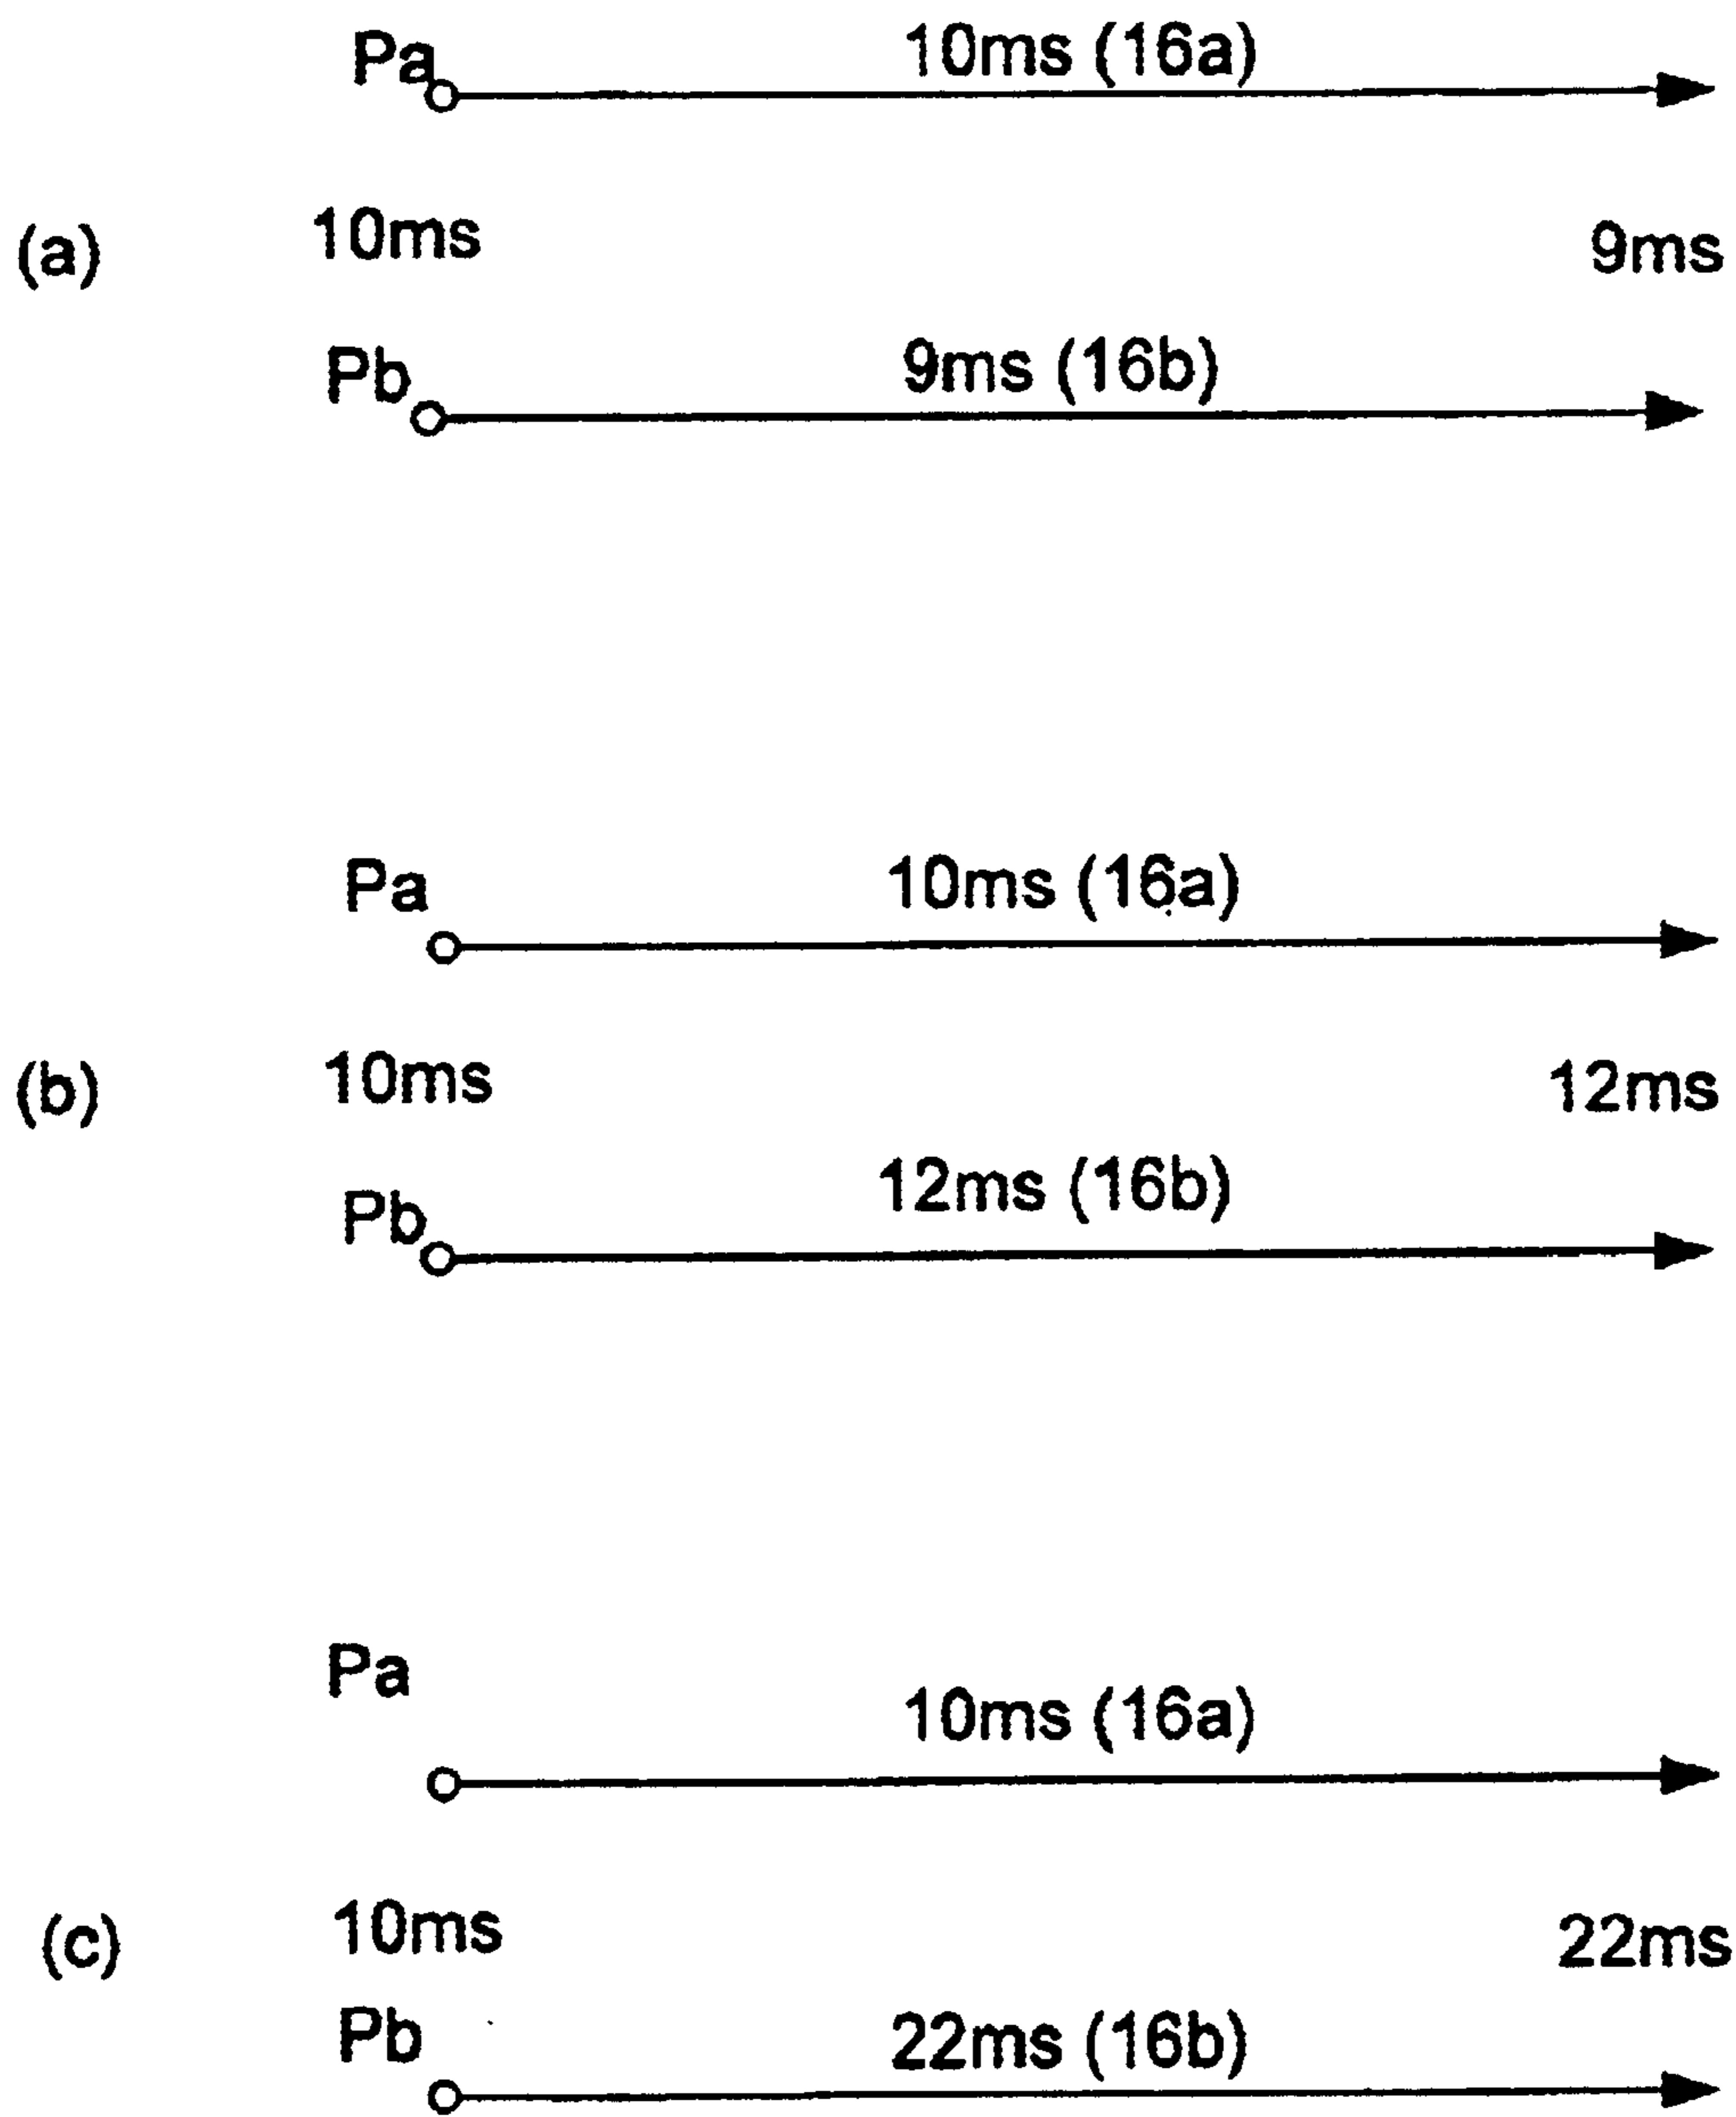 Pa 10ms (16a)
(a) 10ms 9ms
Pb 9ms (16b)
Pa 10ms (16a)
(b) 10ms 12ms
Pb 12ms (16b)
Pa 10ms (16a)
(c) 10ms 22ms
Pb 22ms (16b)